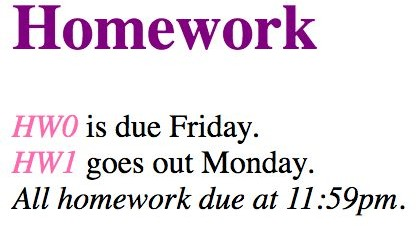 Homework
HW0 is due Friday.
HW1 goes out Monday.
All homework due at 11:59pm.